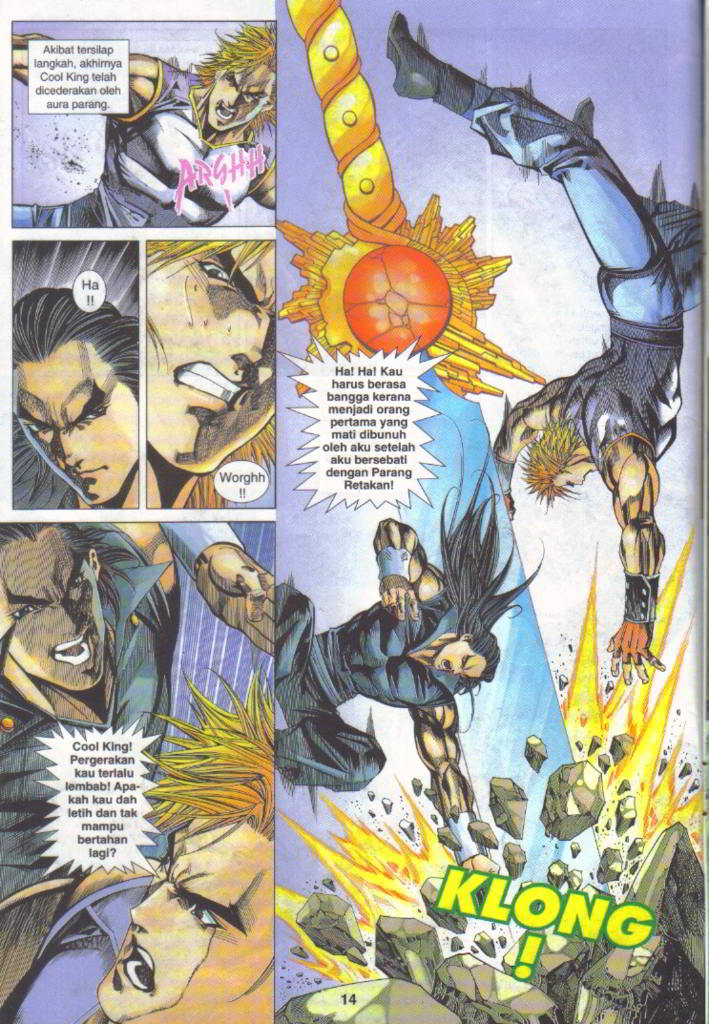 Akibat tersilap
langkah, akhirnya
Cool King telah
dicederakan oleh
aura parang.
ARGHH
!
Ha
!!
Worghh
!!
Cool King!
Pergerakan
kau terlalu
lembab! Apa-
kah kau dah
letih dan tak
mampu
bertahan
lagi?
Ha! Ha! Kau
harus berasa
bangga kerana
menjadi orang
pertama yang
mati dibunuh
oleh aku setelah
aku bersebati
dengan Parang
Retakan!
KLONG
!
14